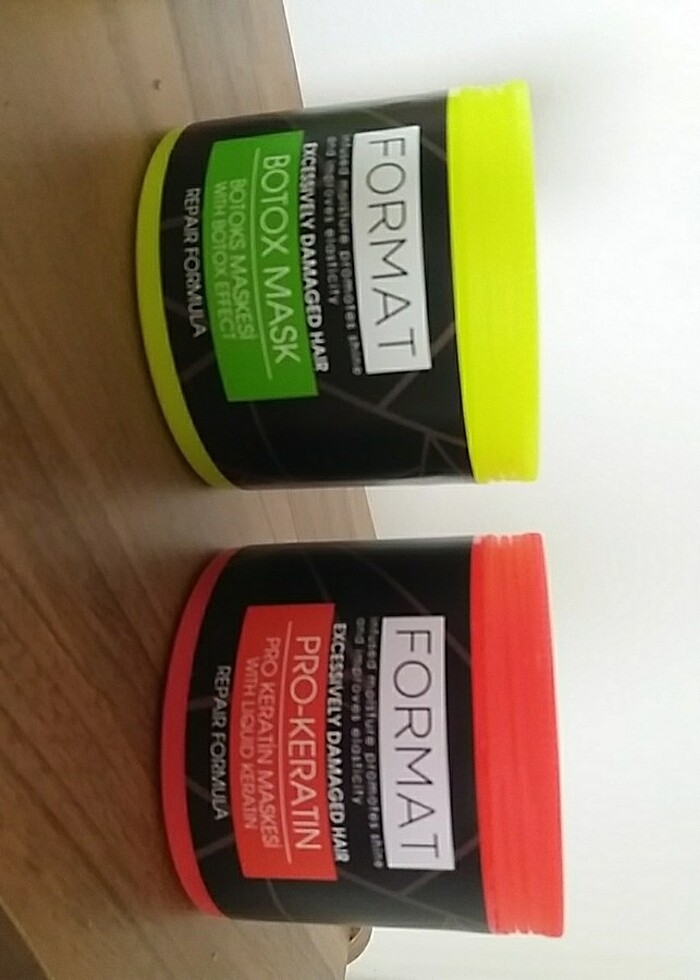 FORMAT
infused moisture promotes shine
and improves elasticity
EXCESSIVELY DAMAGED HAIR
BOTOX MASK
BOTOKS MASKESİ
WITH BOTOX EFFECT
REPAIR FORMULA
FORMAT
infused moisture promotes shine
and improves elasticity
EXCESSIVELY DAMAGED HAIR
PRO-KERATIN
PRO KERATİN MASKESİ
WITH LIQUID KERATIN
REPAIR FORMULA